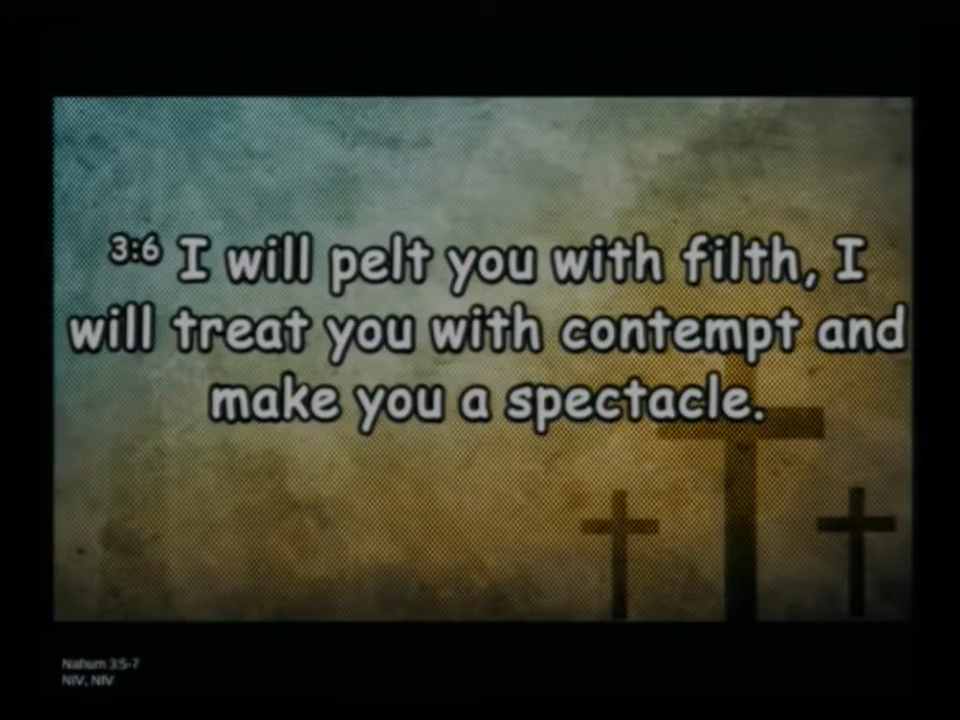 3:6 I will pelt you with filth, I
will treat you with contempt and
make you a spectacle.
Nahum 3:5-7
NIV, NIV